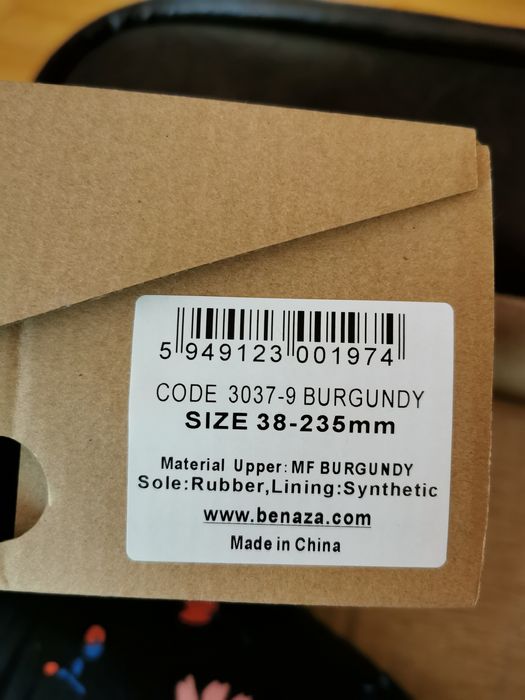 5 949123 001974
CODE 3037-9 BURGUNDY
SIZE 38-235mm
Material Upper: MF BURGUNDY
Sole:Rubber,Lining:Synthetic
www.benaza.com
Made in China